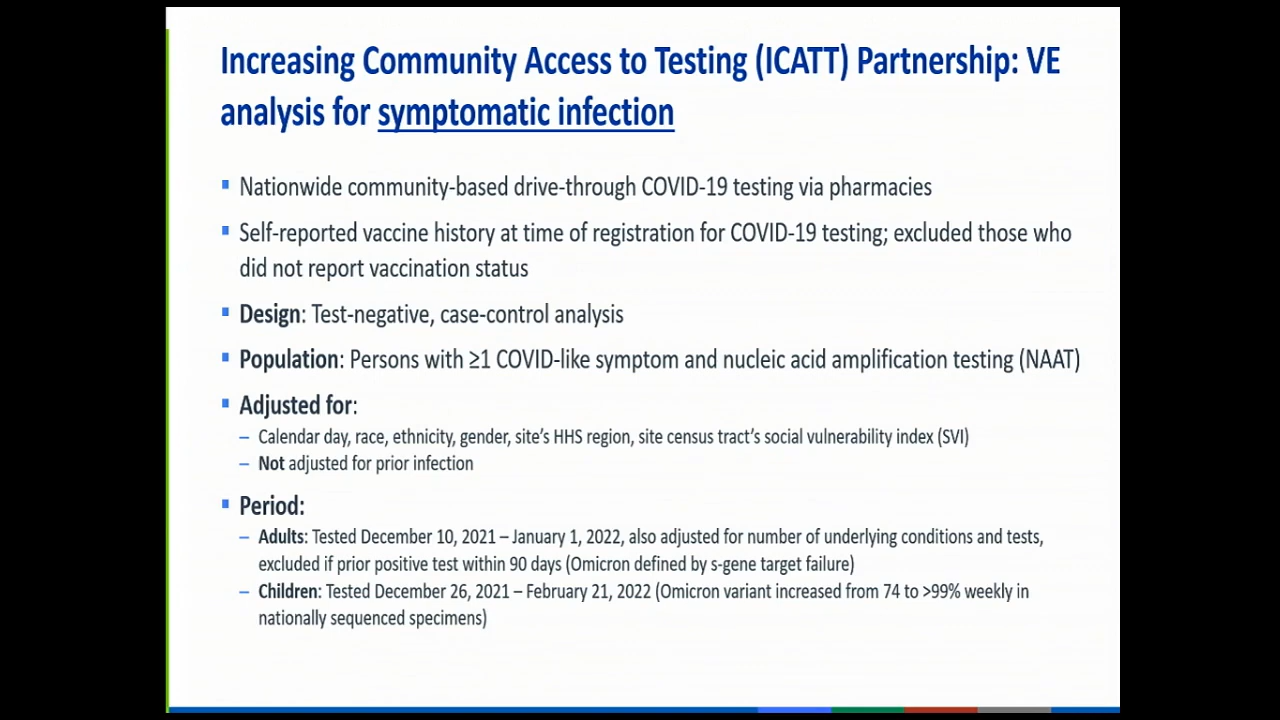 Increasing Community Access to Testing (ICATT) Partnership: VE
analysis for symptomatic infection
▪ Nationwide community-based drive-through COVID-19 testing via pharmacies
▪ Self-reported vaccine history at time of registration for COVID-19 testing; excluded those who
did not report vaccination status
▪ Design: Test-negative, case-control analysis
▪ Population: Persons with ≥1 COVID-like symptom and nucleic acid amplification testing (NAAT)
▪ Adjusted for:
– Calendar day, race, ethnicity, gender, site's HHS region, site census tract's social vulnerability index (SVI)
– Not adjusted for prior infection
▪ Period:
– Adults: Tested December 10, 2021 – January 1, 2022, also adjusted for number of underlying conditions and tests,
excluded if prior positive test within 90 days (Omicron defined by s-gene target failure)
– Children: Tested December 26, 2021 – February 21, 2022 (Omicron variant increased from 74 to >99% weekly in
nationally sequenced specimens)